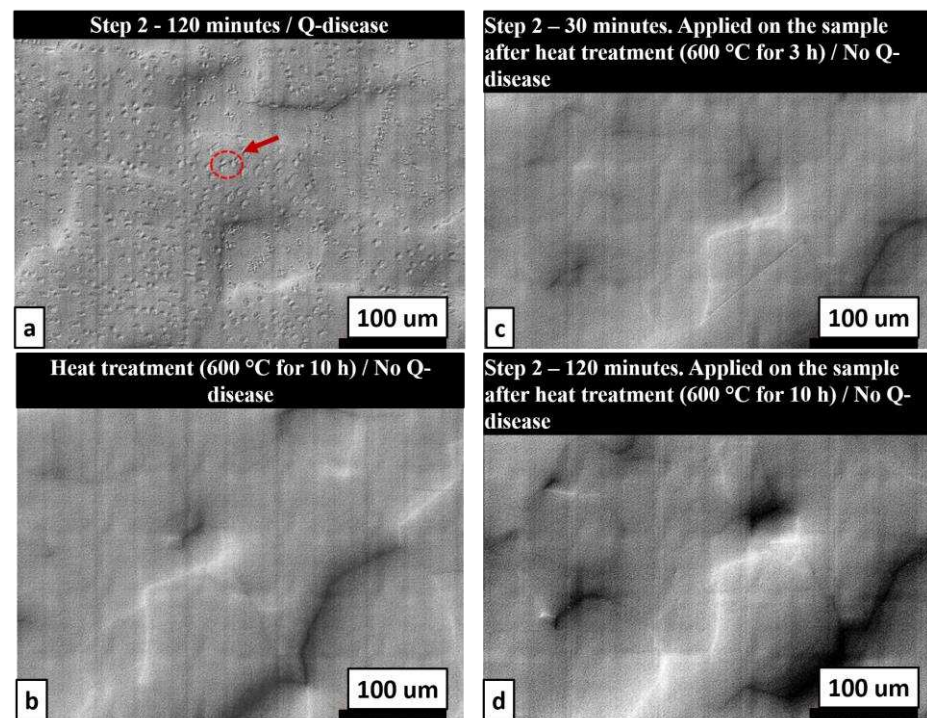 Step 2 - 120 minutes / Q-disease
100 um
a
Heat treatment (600 °C for 10 h) / No Q-
disease
100 um
b
Step 2 – 30 minutes. Applied on the sample
after heat treatment (600 °C for 3 h) / No Q-
disease
100 um
c
Step 2 – 120 minutes. Applied on the sample
after heat treatment (600 °C for 10 h) / No Q-
disease
100 um
d